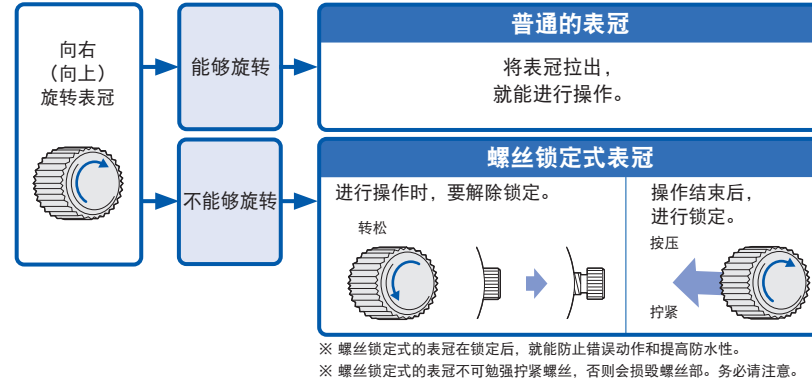 向右
（向上）
旋转表冠
能够旋转
普通的表冠
将表冠拉出，
就能进行操作。
不能够旋转
螺丝锁定式表冠
进行操作时，要解除锁定。
转松
操作结束后，
进行锁定。
按压
拧紧
※ 螺丝锁定式的表冠在锁定后，就能防止错误动作和提高防水性。
※ 螺丝锁定式的表冠不可勉强拧紧螺丝，否则会损毁螺丝部。务必请注意。